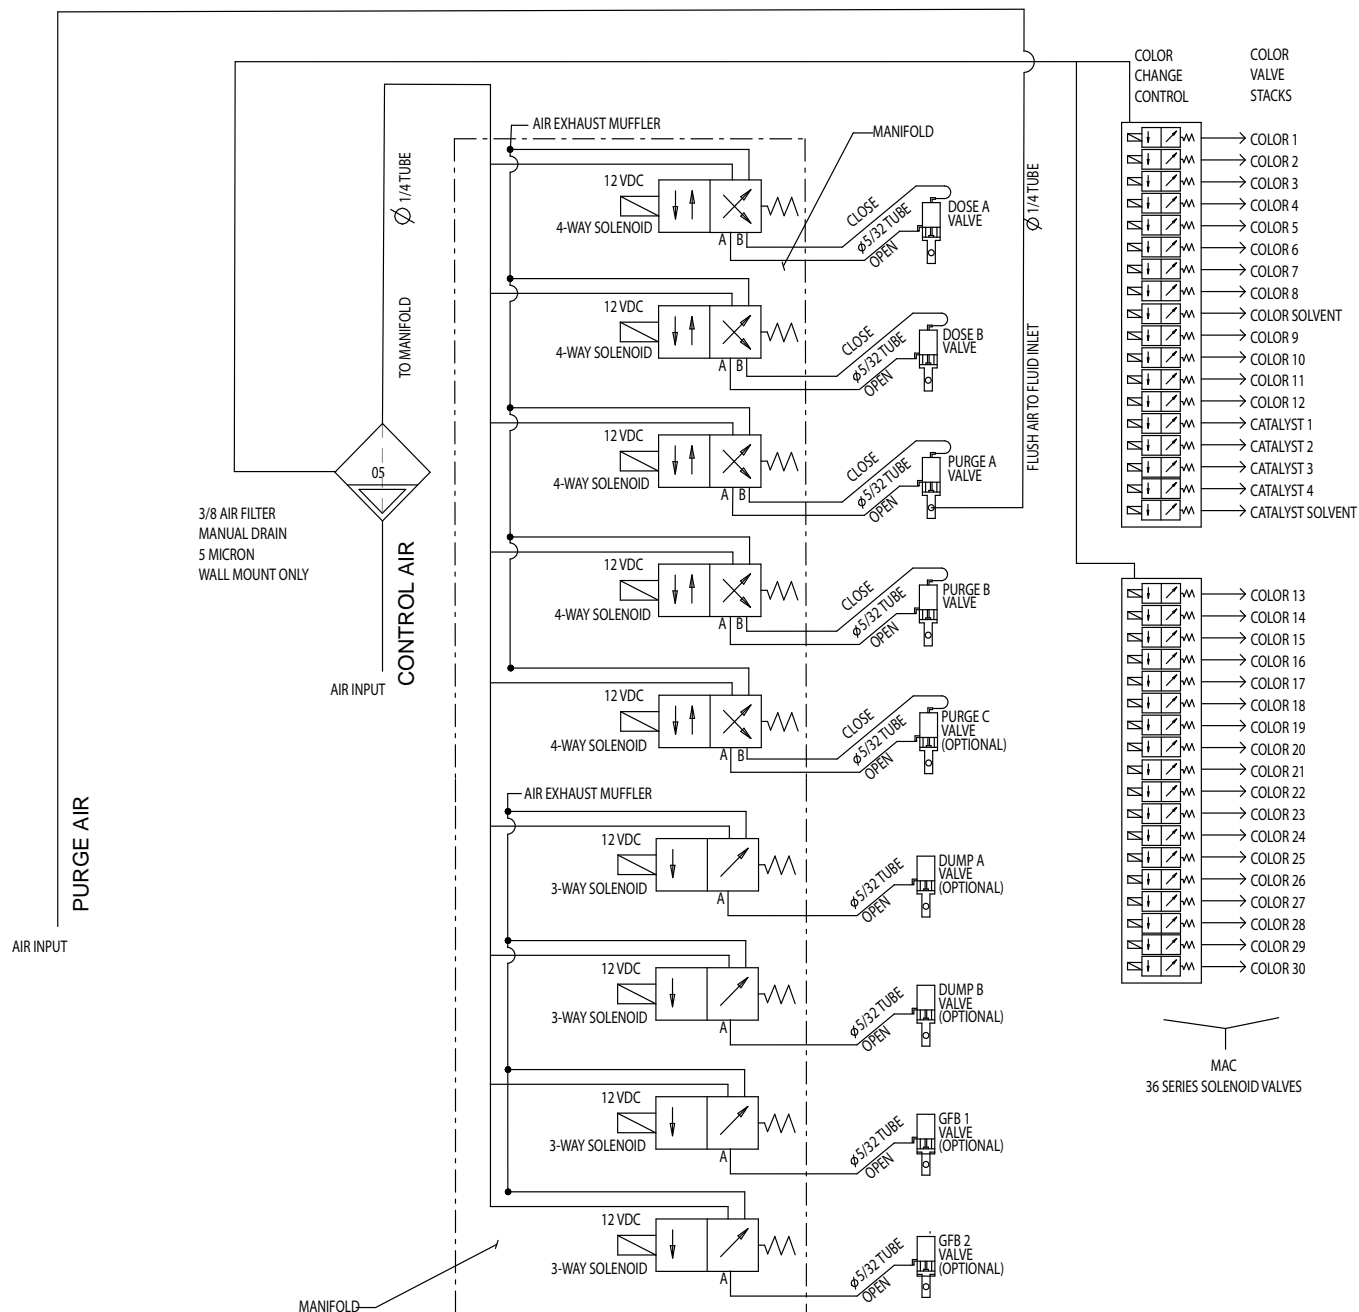 COLOR
CHANGE
CONTROL
COLOR
VALVE
STACKS
AIR EXHAUST MUFFLER
MANIFOLD
Ø 1/4 TUBE
TO MANIFOLD
12 VDC
4-WAY SOLENOID
A B
CLOSE
ø5/32 TUBE
OPEN
DOSE A
VALVE
12 VDC
4-WAY SOLENOID
A B
CLOSE
ø5/32 TUBE
OPEN
DOSE B
VALVE
12 VDC
4-WAY SOLENOID
A B
CLOSE
ø5/32 TUBE
OPEN
PURGE A
VALVE
12 VDC
4-WAY SOLENOID
A B
CLOSE
ø5/32 TUBE
OPEN
PURGE B
VALVE
12 VDC
4-WAY SOLENOID
A B
CLOSE
ø5/32 TUBE
OPEN
PURGE C
VALVE
(OPTIONAL)
Ø 1/4 TUBE
FLUSH AIR TO FLUID INLET
05
3/8 AIR FILTER
MANUAL DRAIN
5 MICRON
WALL MOUNT ONLY
CONTROL AIR
AIR INPUT
PURGE AIR
AIR INPUT
AIR EXHAUST MUFFLER
12 VDC
3-WAY SOLENOID
A
ø5/32 TUBE
OPEN
DUMP A
VALVE
(OPTIONAL)
12 VDC
3-WAY SOLENOID
A
ø5/32 TUBE
OPEN
DUMP B
VALVE
(OPTIONAL)
12 VDC
3-WAY SOLENOID
A
ø5/32 TUBE
OPEN
GFB 1
VALVE
(OPTIONAL)
12 VDC
3-WAY SOLENOID
A
ø5/32 TUBE
OPEN
GFB 2
VALVE
(OPTIONAL)
MANIFOLD
COLOR 1
COLOR 2
COLOR 3
COLOR 4
COLOR 5
COLOR 6
COLOR 7
COLOR 8
COLOR SOLVENT
COLOR 9
COLOR 10
COLOR 11
COLOR 12
CATALYST 1
CATALYST 2
CATALYST 3
CATALYST 4
CATALYST SOLVENT
COLOR 13
COLOR 14
COLOR 15
COLOR 16
COLOR 17
COLOR 18
COLOR 19
COLOR 20
COLOR 21
COLOR 22
COLOR 23
COLOR 24
COLOR 25
COLOR 26
COLOR 27
COLOR 28
COLOR 29
COLOR 30
MAC
36 SERIES SOLENOID VALVES